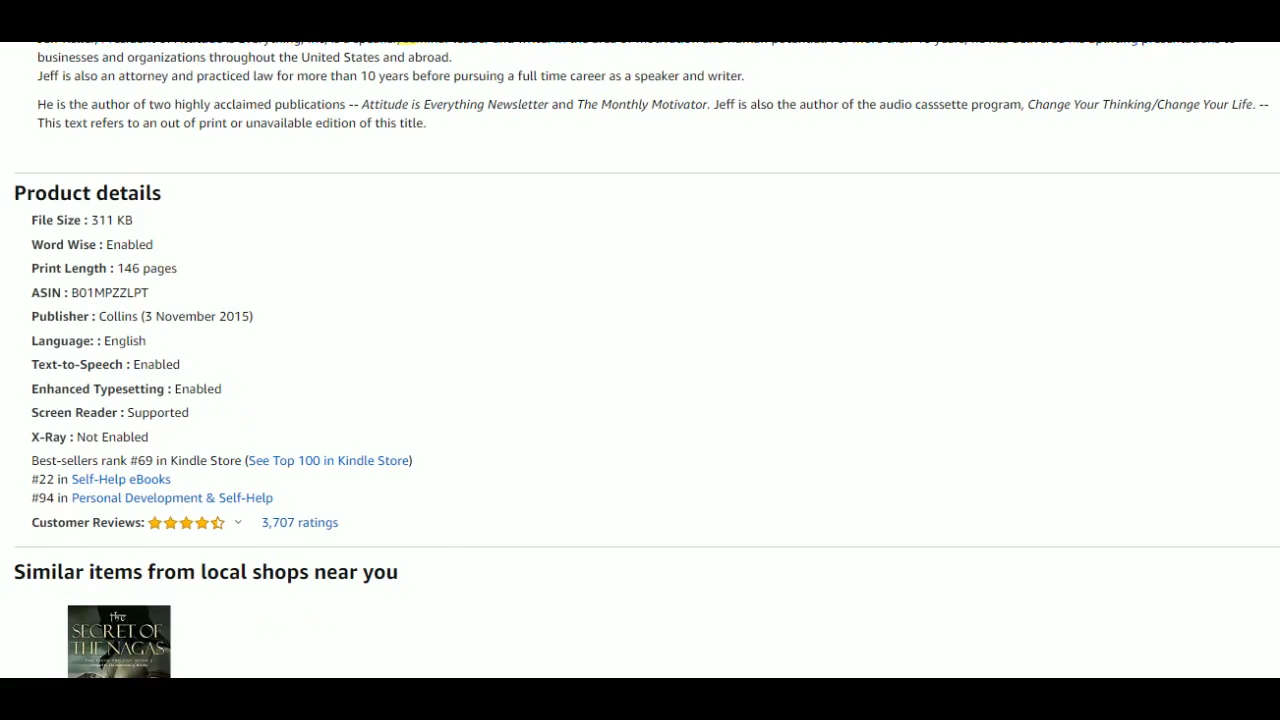 businesses and organizations throughout the United States and abroad.
Jeff is also an attorney and practiced law for more than 10 years before pursuing a full time career as a speaker and writer.
He is the author of two highly acclaimed publications -- Attitude is Everything Newsletter and The Monthly Motivator. Jeff is also the author of the audio casssette program, Change Your Thinking/Change Your Life. --
This text refers to an out of print or unavailable edition of this title.
Product details
File Size : 311 KB
Word Wise : Enabled
Print Length : 146 pages
ASIN : B01MPZZLPT
Publisher : Collins (3 November 2015)
Language: : English
Text-to-Speech : Enabled
Enhanced Typesetting : Enabled
Screen Reader : Supported
X-Ray : Not Enabled
Best-sellers rank #69 in Kindle Store (See Top 100 in Kindle Store)
#22 in Self-Help eBooks
#94 in Personal Development & Self-Help
Customer Reviews: 3,707 ratings
Similar items from local shops near you
the
SECRET OF
THE NAGAS